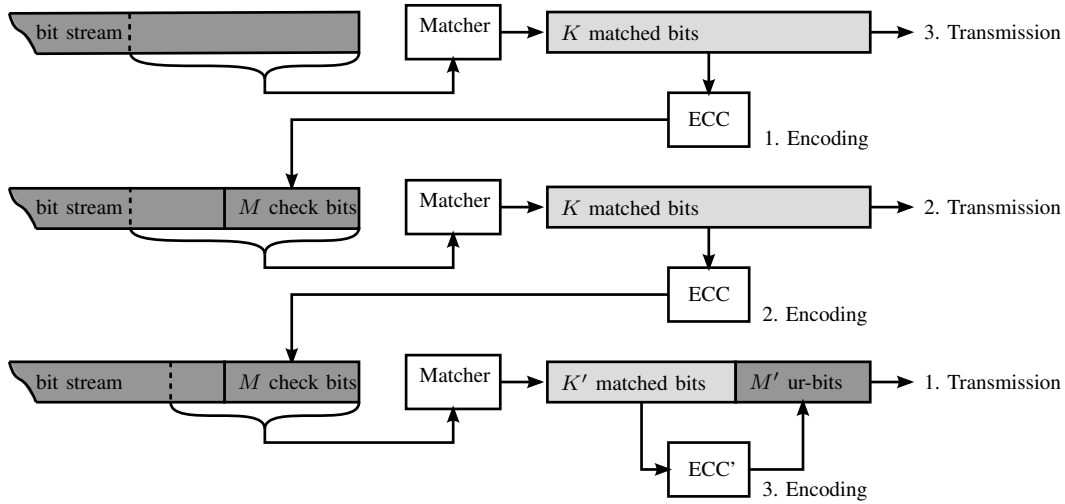 bit stream
Matcher
K matched bits
3. Transmission
ECC
1. Encoding
bit stream
M check bits
Matcher
K matched bits
2. Transmission
ECC
2. Encoding
bit stream
M check bits
Matcher
K′ matched bits
M′ ur-bits
1. Transmission
ECC'
3. Encoding